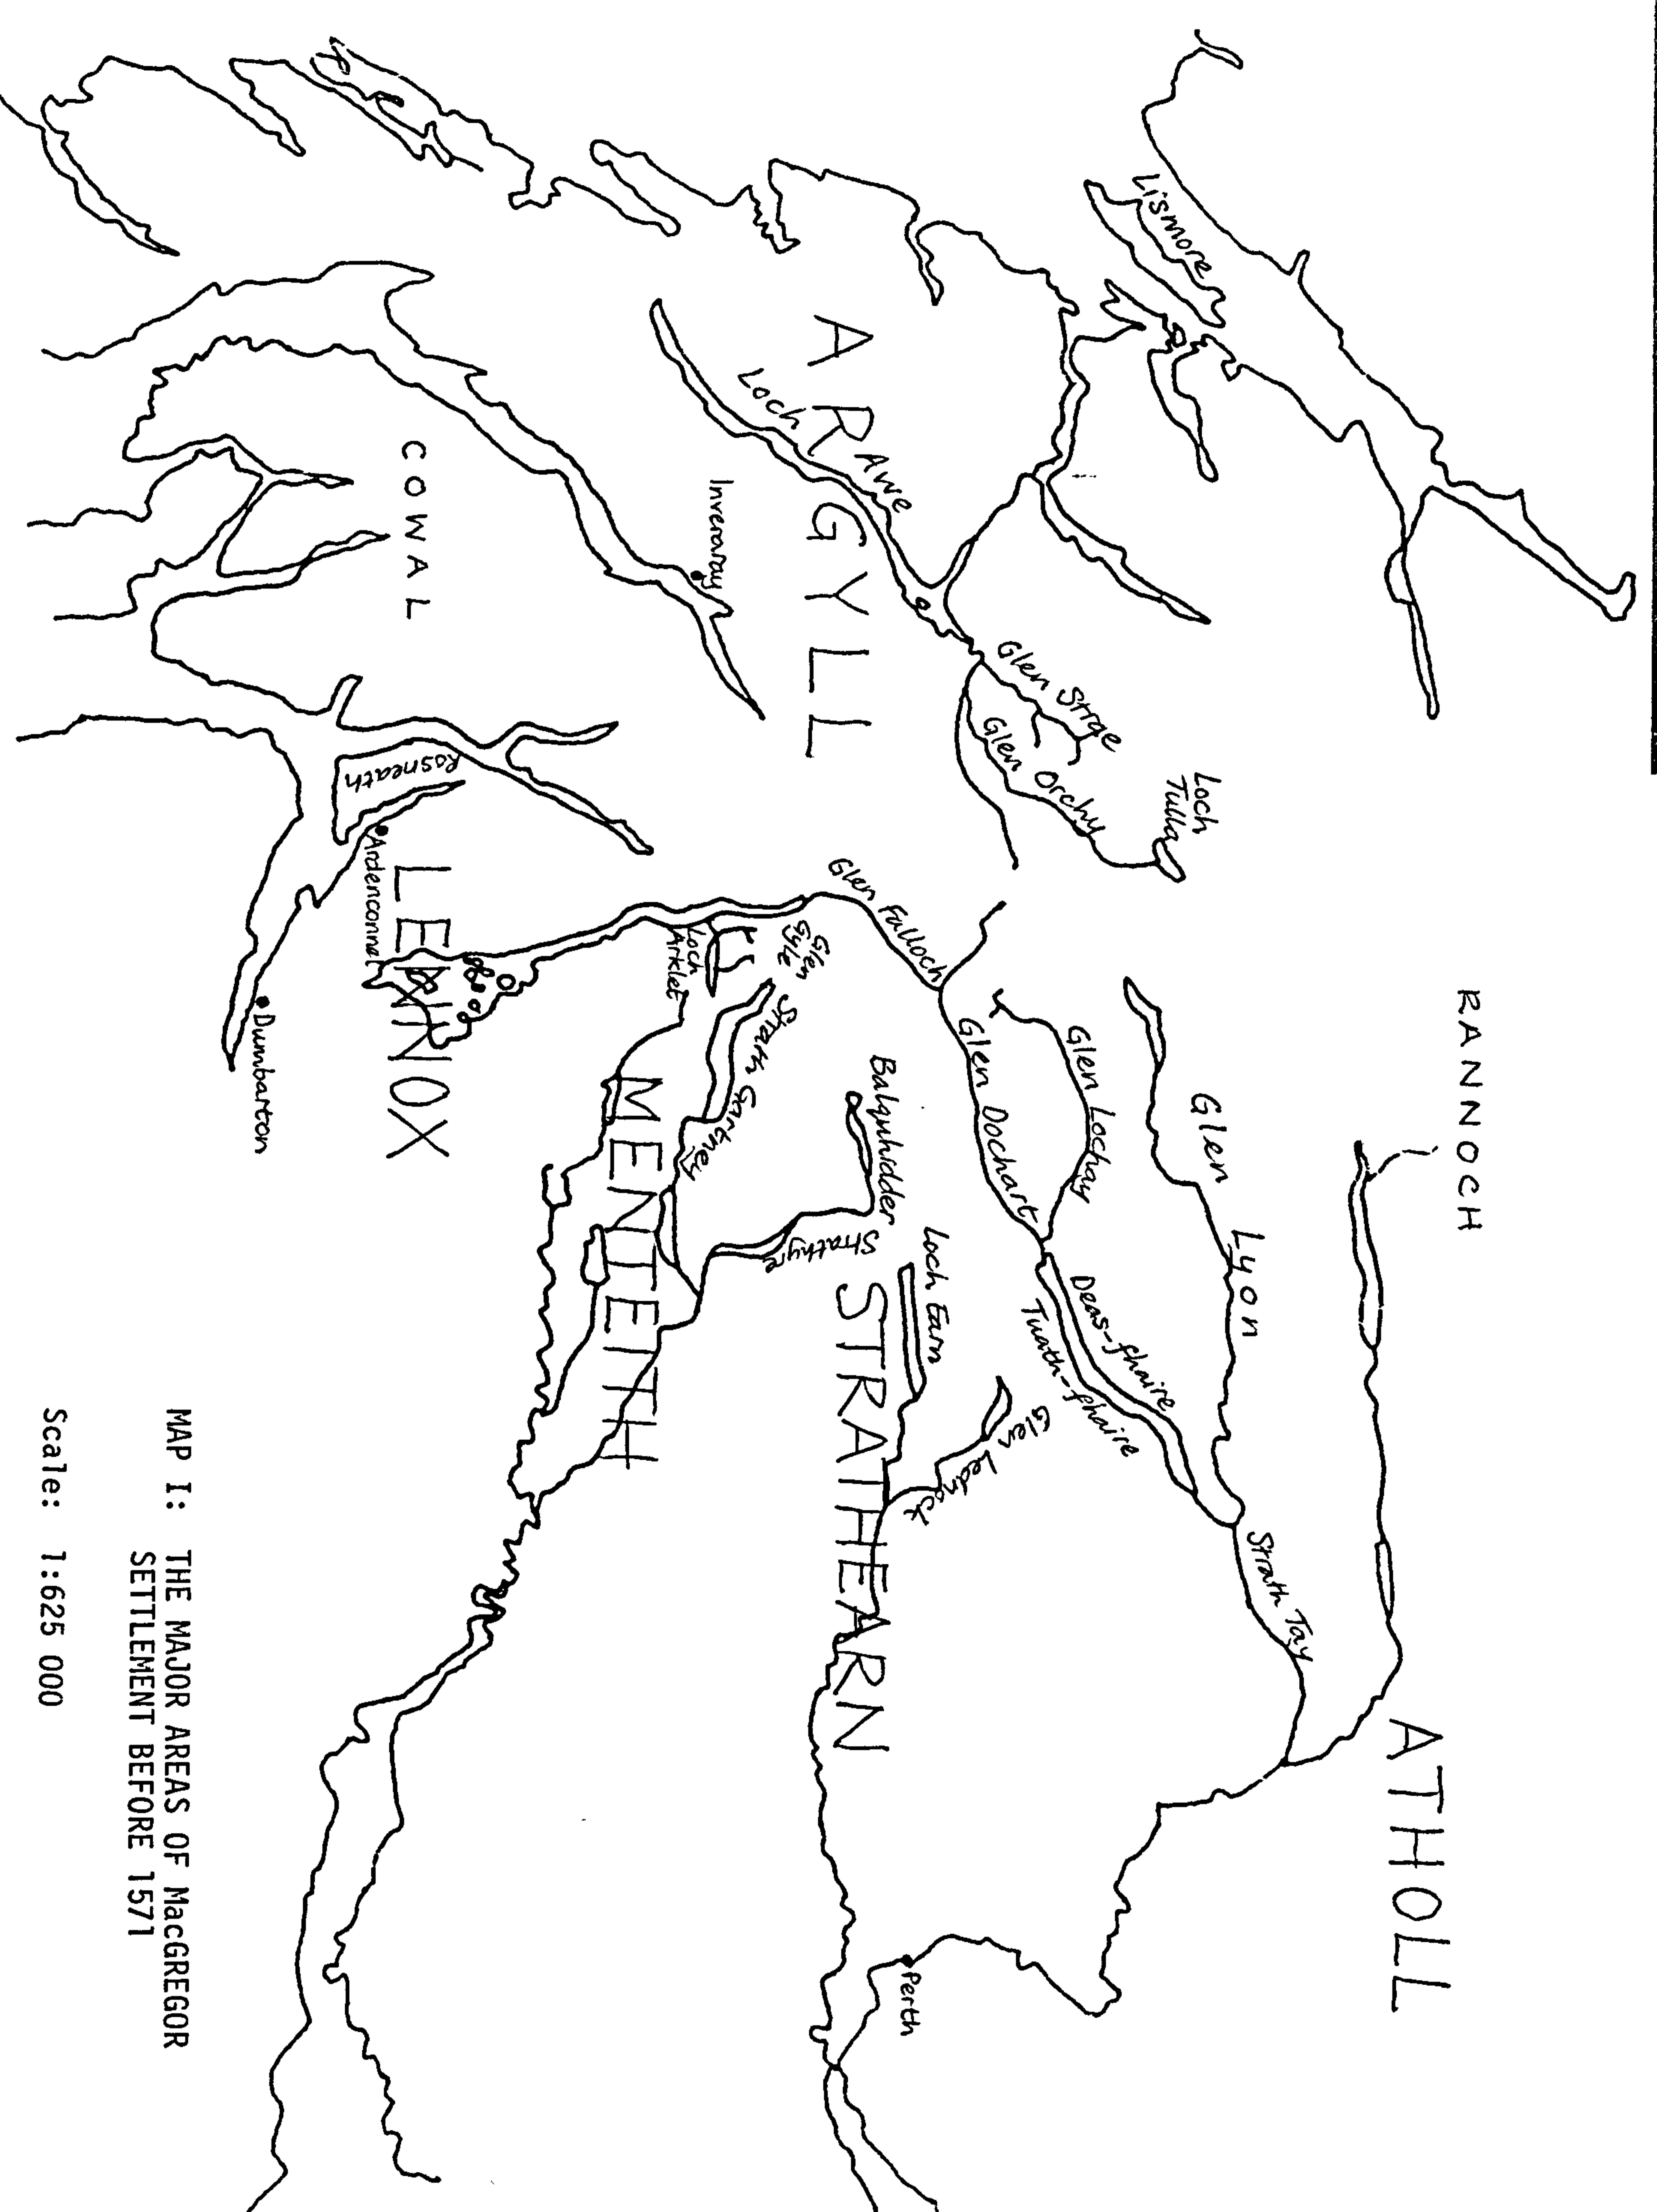 RANNOCH
ATHOLL
Lismore
Loch
Tulla
Glen Strae
Glen Orchy
Glen Lyon
Glen Lochay
Glen Dochart
Deas-fhaire
Tuath-fhaire
Strath Tay
Glen Falloch
ARGYLL
Loch Awe
Inveraray
Glen
Gyle
Loch
Arklet
Strath Gartney
Balquhidder
Strathyre
Loch Earn
Glen Lednock
STRATHEARN
Perth
COWAL
Rosneath
Ardenconnal
LENNOX
MENTEITH
Dumbarton
MAP I: THE MAJOR AREAS OF MacGREGOR
SETTLEMENT BEFORE 1571
Scale: 1:625 000